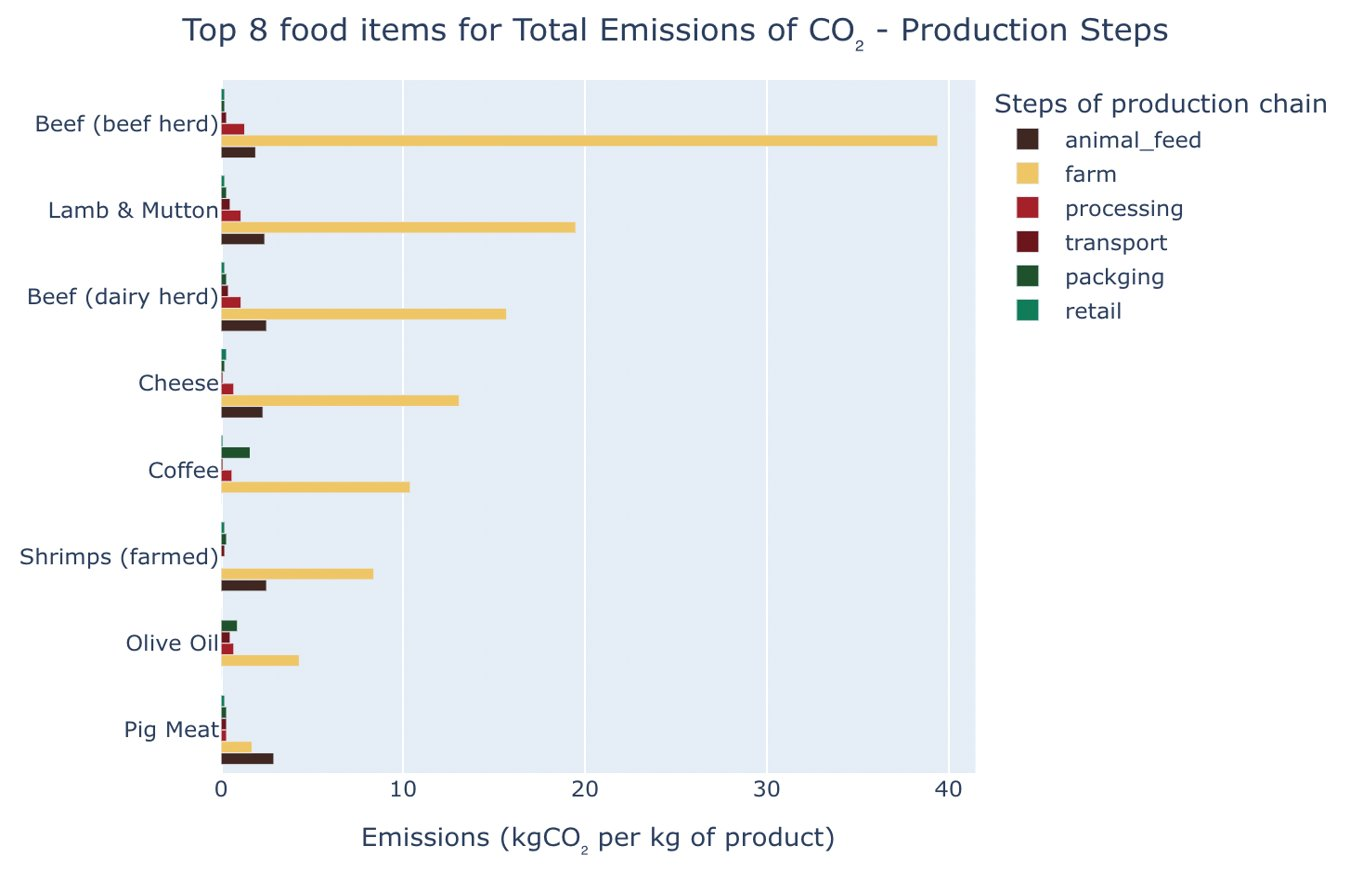 Top 8 food items for Total Emissions of CO₂ - Production Steps
Steps of production chain
animal_feed
farm
processing
transport
packging
retail
Beef (beef herd)
Lamb & Mutton
Beef (dairy herd)
Cheese
Coffee
Shrimps (farmed)
Olive Oil
Pig Meat
0 10 20 30 40
Emissions (kgCO₂ per kg of product)